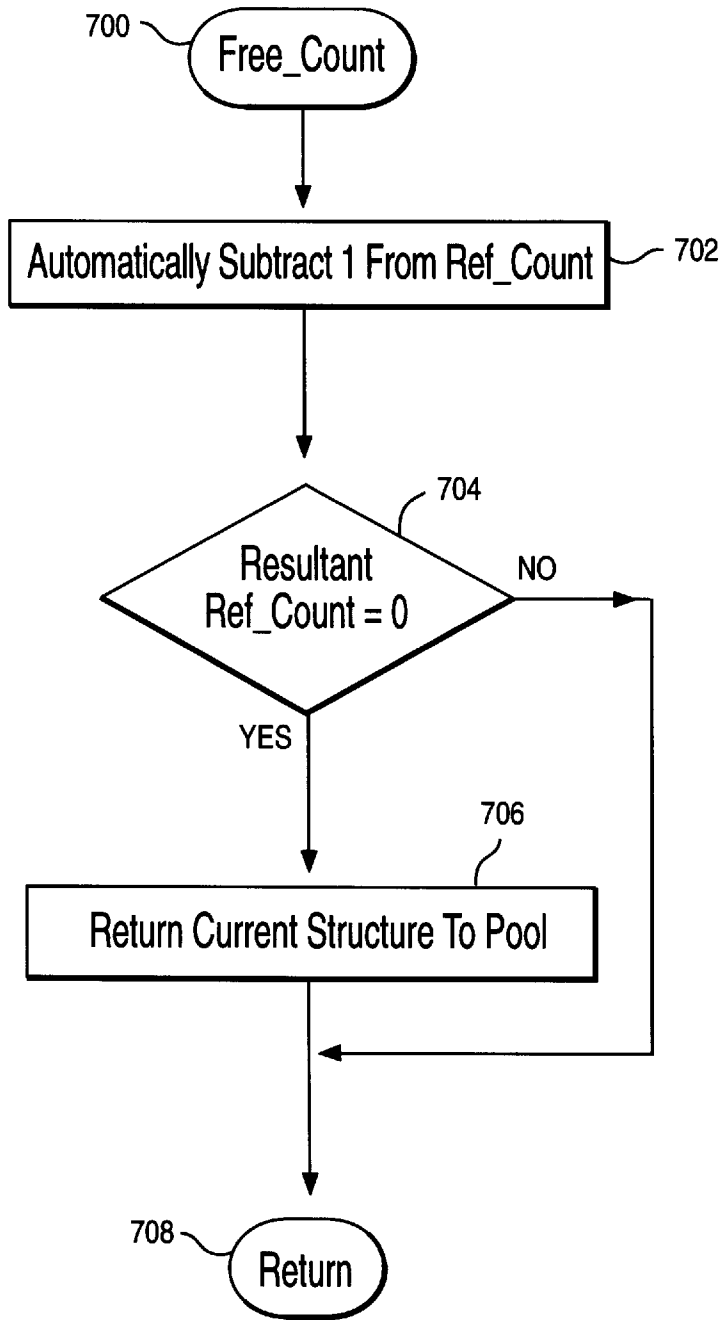 700
Free_Count
Automatically Subtract 1 From Ref_Count
702
704
Resultant
Ref_Count = 0
NO
YES
706
Return Current Structure To Pool
708
Return